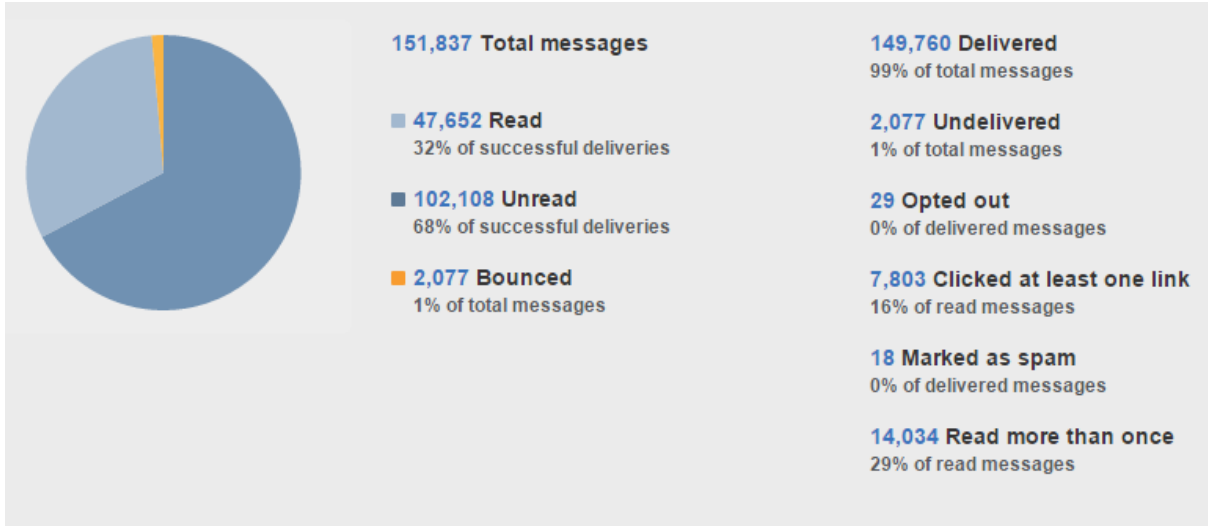 151,837 Total messages
47,652 Read
32% of successful deliveries
102,108 Unread
68% of successful deliveries
2,077 Bounced
1% of total messages
149,760 Delivered
99% of total messages
2,077 Undelivered
1% of total messages
29 Opted out
0% of delivered messages
7,803 Clicked at least one link
16% of read messages
18 Marked as spam
0% of delivered messages
14,034 Read more than once
29% of read messages